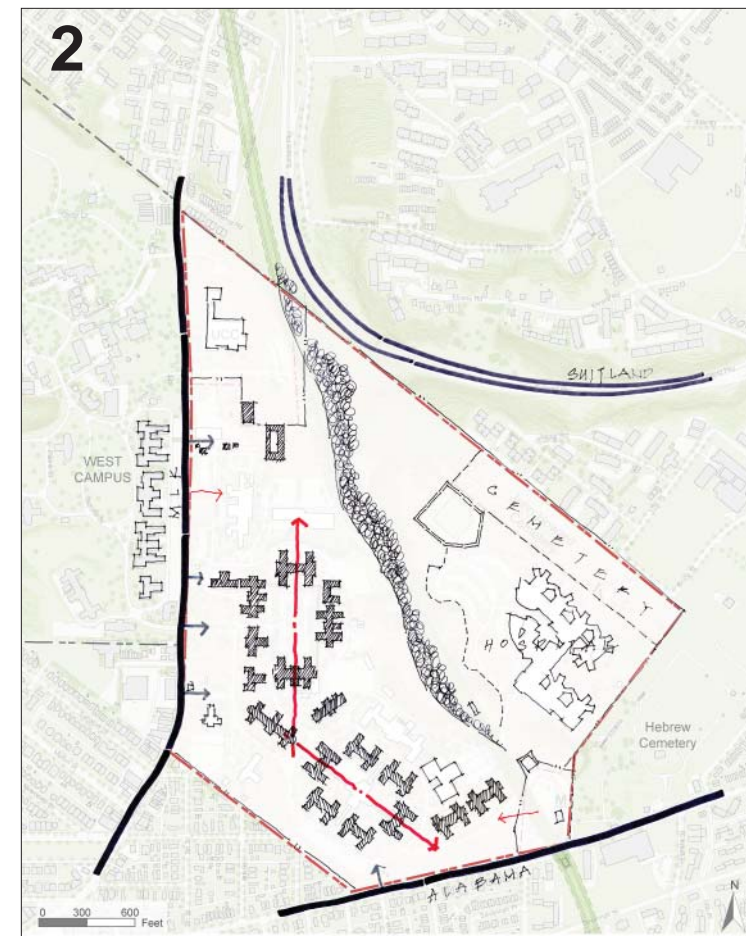 2
SUITLAND
UCC
WEST
CAMPUS
MLK
CEMETERY
HOSPITAL
Hebrew
Cemetery
M
ALABAMA
0 300 600
Feet
N